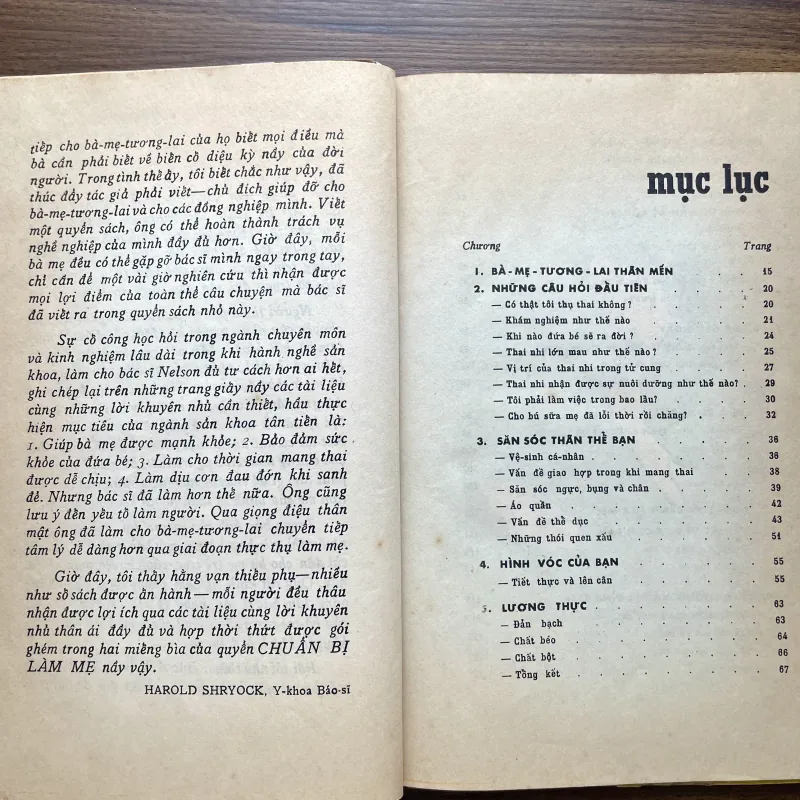 tiếp cho bà-mẹ-tương-lai của họ biết mọi điều mà
bà cần phải biết về biến cố diệu kỳ nầy của đời
người. Trong tình thế ấy, tôi biết chắc như vậy, đã
thúc đẩy tác giả phải viết—chủ đích giúp đỡ cho
bà-mẹ-tương-lai và cho các đồng nghiệp mình. Viết
một quyển sách, ông có thể hoàn thành trách vụ
nghề nghiệp của mình đầy đủ hơn. Giờ đây, mỗi
bà mẹ đều có thể gặp gỡ bác sĩ mình ngay trong tay,
chỉ cần để một vài giờ nghiên cứu thì nhận được
mọi lợi điểm của toàn thể câu chuyện mà bác sĩ
đã viết ra trong quyển sách nhỏ này.
Sự cố công học hỏi trong ngành chuyên môn
và kinh nghiệm lâu dài trong khi hành nghề sản
khoa, làm cho bác sĩ Nelson đủ tư cách hơn ai hết,
ghi chép lại trên những trang giấy nầy các tài liệu
cùng những lời khuyên nhủ cần thiết, hầu thực
hiện mục tiêu của ngành sản khoa tân tiến là:
1. Giúp bà mẹ được mạnh khỏe; 2. Bảo đảm sức
khỏe của đứa bé; 3. Làm cho thời gian mang thai
được dễ chịu; 4. Làm dịu cơn đau đớn khi sanh
đẻ. Nhưng bác sĩ đã làm hơn thế nữa. Ông cũng
lưu ý đến yếu tố làm người. Qua giọng điệu thân
mật ông đã làm cho bà-mẹ-tương-lai chuyển tiếp
tâm lý dễ dàng hơn qua giai đoạn thực thụ làm mẹ.
Giờ đây, tôi thấy hằng vạn thiếu phụ—nhiều
như số sách được ấn hành—mỗi người đều thâu
nhận được lợi ích qua các tài liệu cùng lời khuyên
nhủ thân ái đầy đủ và hợp thời thứt được gói
ghém trong hai miếng bìa của quyển CHUẨN BỊ
LÀM MẸ nầy vậy.
HAROLD SHRYOCK, Y-khoa Báo-sĩ
mục lục
Chương Trang
1. BÀ-MẸ-TƯƠNG-LAI THÂN MẾN . . 15
2. NHỮNG CÂU HỎI ĐẦU TIÊN . . . 20
— Có thật tôi thụ thai không? . . . . 20
— Khám nghiệm như thế nào . . . . 21
— Khi nào đứa bé sẽ ra đời? . . . . 24
— Thai nhi lớn mau như thế nào? . . . 25
— Vị trí của thai nhi trong tử cung . . . 27
— Thai nhi nhận được sự nuôi dưỡng như thế nào? . 29
— Tôi phải làm việc trong bao lâu? . . . 30
— Cho bú sữa mẹ đã lỗi thời rồi chăng? . . . 32
3. SĂN SÓC THÂN THỂ BẠN . . . . 36
— Vệ-sinh cá-nhân . . . . . 36
— Vấn đề giao hợp trong khi mang thai . . . 38
— Săn sóc ngực, bụng và chân . . . . 39
— Áo quần . . . . . . 42
— Vấn đề thể dục . . . . . 43
— Những thói quen xấu . . . . 51
4. HÌNH VÓC CỦA BẠN . . . . 55
— Tiết thực và lên cân . . . . 55
5. LƯƠNG THỰC . . . . . 63
— Đản bạch . . . . . . 63
— Chất béo . . . . . . 64
— Chất bột . . . . . . 66
— Tổng kết . . . . . . 67